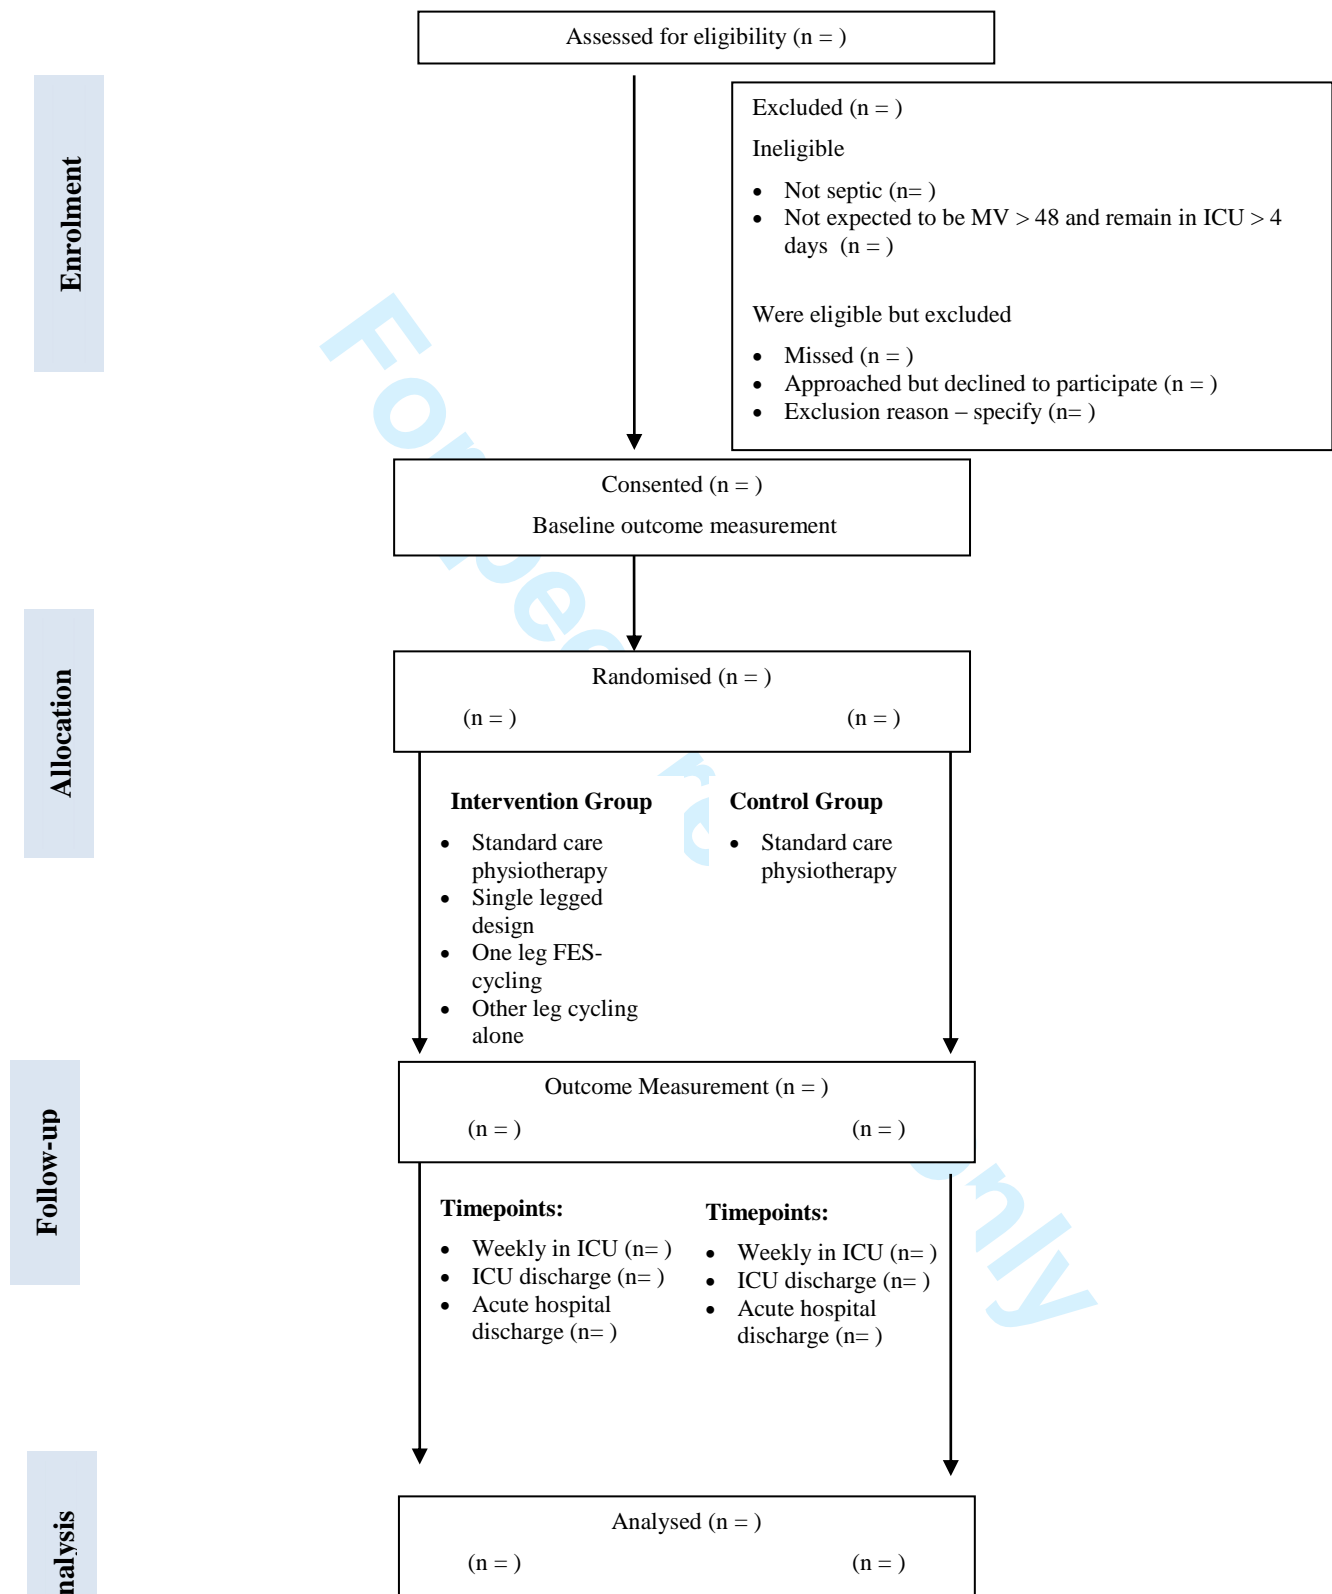 Assessed for eligibility (n = )
Enrolment
Excluded (n = )
Ineligible
• Not septic (n= )
• Not expected to be MV > 48 and remain in ICU > 4
days (n = )
Were eligible but excluded
• Missed (n = )
• Approached but declined to participate (n = )
• Exclusion reason – specify (n= )
Consented (n = )
Baseline outcome measurement
Allocation
Randomised (n = )
(n = ) (n = )
Intervention Group
• Standard care
physiotherapy
• Single legged
design
• One leg FES-
cycling
• Other leg cycling
alone
Control Group
• Standard care
physiotherapy
Follow-up
Outcome Measurement (n = )
(n = ) (n = )
Timepoints:
• Weekly in ICU (n= )
• ICU discharge (n= )
• Acute hospital
discharge (n= )
Timepoints:
• Weekly in ICU (n= )
• ICU discharge (n= )
• Acute hospital
discharge (n= )
nalysis
Analysed (n = )
(n = ) (n = )